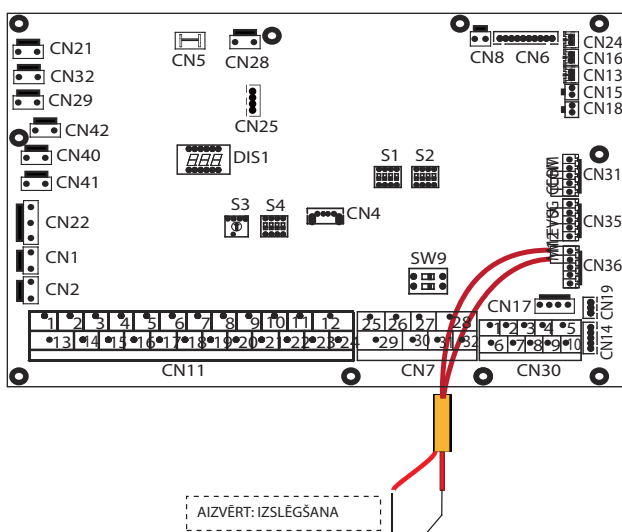 CN21
CN5
CN28
CN8 CN6
CN24
CN16
CN13
CN15
CN18
CN32
CN29
CN25
CN42
CN40
DIS1
CN41
S1 S2
CN31
CN22
S3 S4
CN4
CN35
CN1
CN36
CN2
SW9
CN17
CN19
CN14
1 2 3 4 5 6 7 8 9 10 11 12
13 14 15 16 17 18 19 20 21 22 23 24
CN11
25 26 27 28
29 30 31 32
CN7
1 2 3 4 5
6 7 8 9 10
CN30
AIZVĒRT: IZSLĒGŠANA